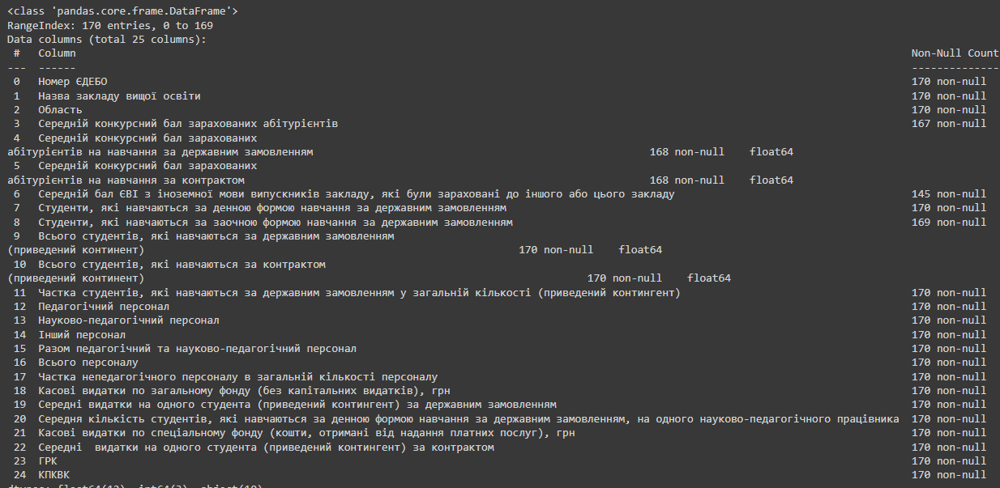 <class 'pandas.core.frame.DataFrame'>
RangeIndex: 170 entries, 0 to 169
Data columns (total 25 columns):
# Column Non-Null Count
--- ------ --------------
0 Номер ЄДЕБО 170 non-null
1 Назва закладу вищої освіти 170 non-null
2 Область 170 non-null
3 Середній конкурсний бал зарахованих абітурієнтів 167 non-null
4 Середній конкурсний бал зарахованих
абітурієнтів на навчання за державним замовленням 168 non-null float64
5 Середній конкурсний бал зарахованих
абітурієнтів на навчання за контрактом 168 non-null float64
6 Середній бал ЄВІ з іноземної мови випускників закладу, які були зараховані до іншого або цього закладу 145 non-null
7 Студенти, які навчаються за денною формою навчання за державним замовленням 170 non-null
8 Студенти, які навчаються за заочною формою навчання за державним замовленням 169 non-null
9 Всього студентів, які навчаються за державним замовленням
(приведений континент) 170 non-null float64
10 Всього студентів, які навчаються за контрактом
(приведений континент) 170 non-null float64
11 Частка студентів, які навчаються за державним замовленням у загальній кількості (приведений контингент) 170 non-null
12 Педагогічний персонал 170 non-null
13 Науково-педагогічний персонал 170 non-null
14 Інший персонал 170 non-null
15 Разом педагогічний та науково-педагогічний персонал 170 non-null
16 Всього персоналу 170 non-null
17 Частка непедагогічного персоналу в загальній кількості персоналу 170 non-null
18 Касові видатки по загальному фонду (без капітальних видатків), грн 170 non-null
19 Середні видатки на одного студента (приведений контингент) за державним замовленням 170 non-null
20 Середня кількість студентів, які навчаються за денною формою навчання за державним замовленням, на одного науково-педагогічного працівника 170 non-null
21 Касові видатки по спеціальному фонду (кошти, отримані від надання платних послуг), грн 170 non-null
22 Середні  видатки на одного студента (приведений контингент) за контрактом 170 non-null
23 ГРК 170 non-null
24 КПКВК 170 non-null